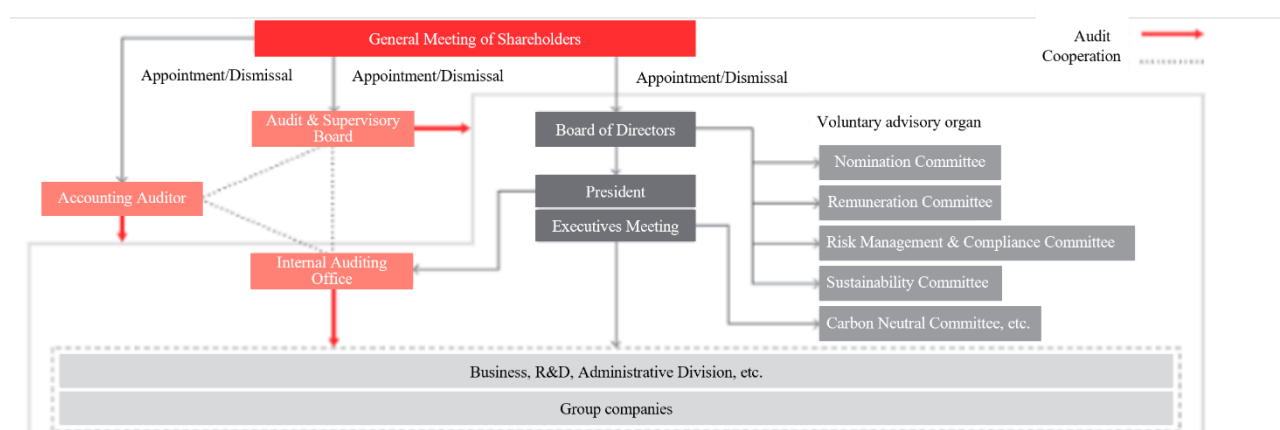 General Meeting of Shareholders
Audit
Cooperation
Appointment/Dismissal
Appointment/Dismissal
Appointment/Dismissal
Audit & Supervisory
Board
Board of Directors
Voluntary advisory organ
Nomination Committee
Accounting Auditor
President
Remuneration Committee
Executives Meeting
Risk Management & Compliance Committee
Internal Auditing
Office
Sustainability Committee
Carbon Neutral Committee, etc.
Business, R&D, Administrative Division, etc.
Group companies